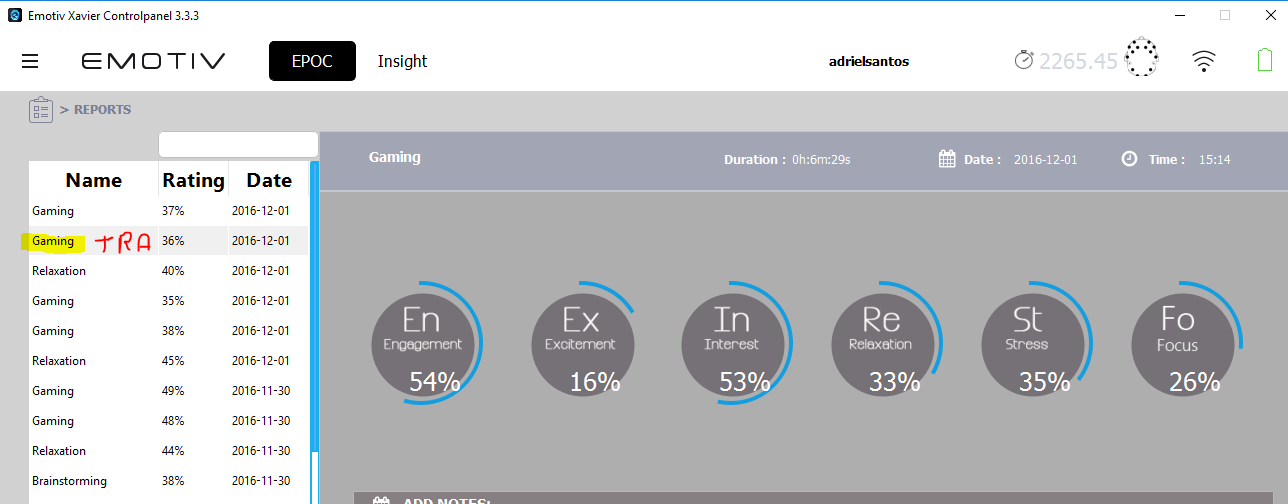 Emotiv Xavier Controlpanel 3.3.3
EMOTIV EPOC Insight adrielsantos 2265.45
> REPORTS
Gaming Duration : 0h:6m:29s Date : 2016-12-01 Time : 15:14
Name Rating Date
Gaming 37% 2016-12-01
Gaming TRA 36% 2016-12-01
Relaxation 40% 2016-12-01
Gaming 35% 2016-12-01
Gaming 38% 2016-12-01
Relaxation 45% 2016-12-01
Gaming 49% 2016-11-30
Gaming 48% 2016-11-30
Relaxation 44% 2016-11-30
Brainstorming 38% 2016-11-30
En Ex In Re St Fo
Engagement Excitement Interest Relaxation Stress Focus
54% 16% 53% 33% 35% 26%
ADD NOTES: